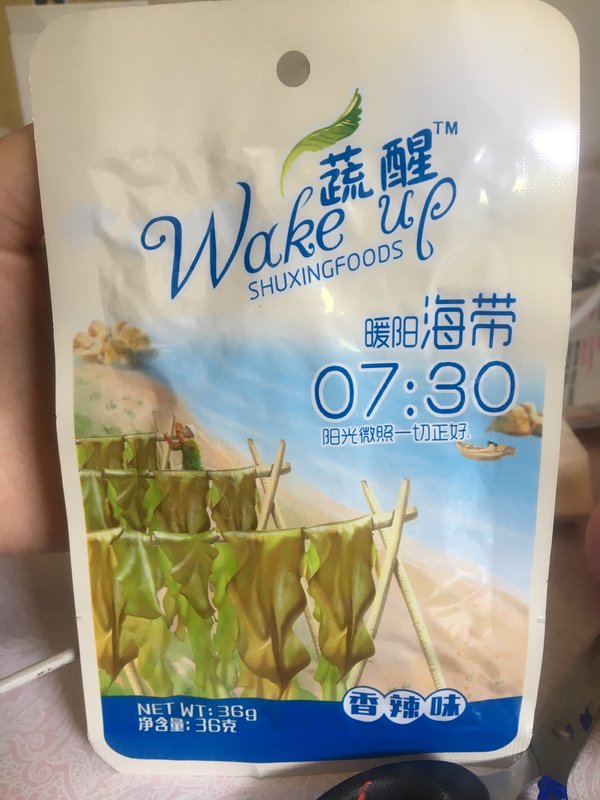 蔬醒™
Wake up
SHUXINGFOODS
暖阳海带
07:30
阳光微照一切正好.
NET WT: 36g
净含量: 36克
香辣味